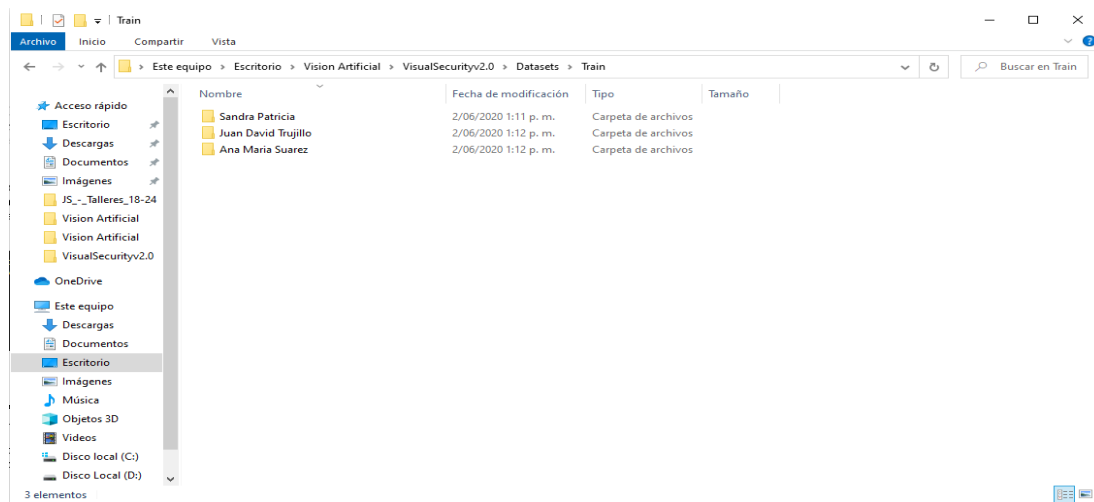 Train
Archivo Inicio Compartir Vista
Este equipo > Escritorio > Vision Artificial > VisualSecurityv2.0 > Datasets > Train
Buscar en Train
Acceso rápido
Escritorio
Descargas
Documentos
Imágenes
JS_-_Talleres_18-24
Vision Artificial
Vision Artificial
VisualSecurityv2.0
OneDrive
Este equipo
Descargas
Documentos
Escritorio
Imágenes
Música
Objetos 3D
Videos
Disco local (C:)
Disco Local (D:)
Nombre Fecha de modificación Tipo Tamaño
Sandra Patricia 2/06/2020 1:11 p. m. Carpeta de archivos
Juan David Trujillo 2/06/2020 1:12 p. m. Carpeta de archivos
Ana Maria Suarez 2/06/2020 1:12 p. m. Carpeta de archivos
3 elementos